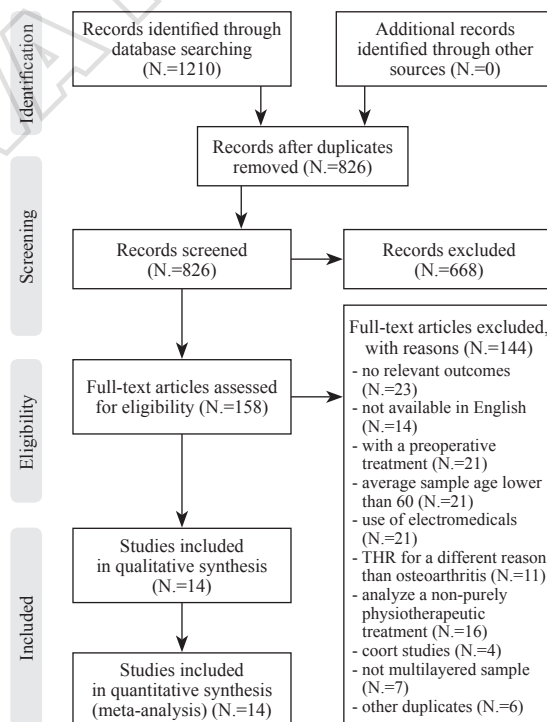 Identification
Records identified through
database searching
(N.=1210)
Additional records
identified through other
sources (N.=0)
Records after duplicates
removed (N.=826)
Screening
Records screened
(N.=826)
Records excluded
(N.=668)
Eligibility
Full-text articles assessed
for eligibility (N.=158)
Full-text articles excluded,
with reasons (N.=144)
- no relevant outcomes
(N.=23)
- not available in English
(N.=14)
- with a preoperative
treatment (N.=21)
- average sample age lower
than 60 (N.=21)
- use of electromedicals
(N.=21)
- THR for a different reason
than osteoarthritis (N.=11)
- analyze a non-purely
physiotherapeutic
treatment (N.=16)
- coort studies (N.=4)
- not multilayered sample
(N.=7)
- other duplicates (N.=6)
Included
Studies included
in qualitative synthesis
(N.=14)
Studies included
in quantitative synthesis
(meta-analysis) (N.=14)